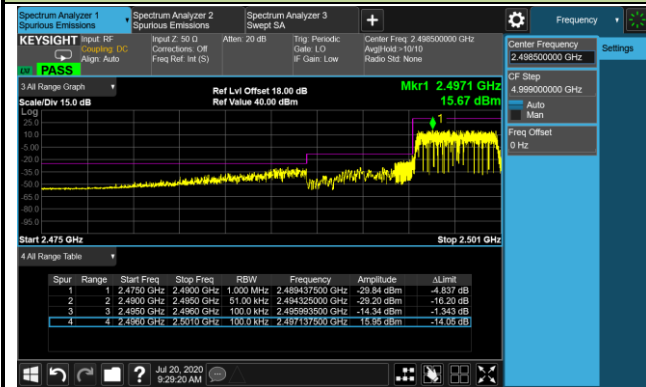 Spectrum Analyzer 1
Spurious Emissions
Spectrum Analyzer 2
Spurious Emissions
Spectrum Analyzer 3
Swept SA
+
Frequency
KEYSIGHT
Input: RF
Coupling: DC
Align: Auto
Input Z: 50 Ω
Corrections: Off
Freq Ref: Int (S)
Atten: 20 dB
Trig: Periodic
Gate: LO
IF Gain: Low
Center Freq: 2.498500000 GHz
Avg|Hold:>10/10
Radio Std: None
PASS
Center Frequency
2.498500000 GHz
Settings
CF Step
4.999000000 GHz
Auto
Man
Freq Offset
0 Hz
3 All Range Graph
Scale/Div 15.0 dB
Ref Lvl Offset 18.00 dB
Ref Value 40.00 dBm
Mkr1 2.4971 GHz
15.67 dBm
Log
25.0
10.0
-5.00
-20.0
-35.0
-50.0
-65.0
-80.0
-95.0
1
Start 2.475 GHz
Stop 2.501 GHz
4 All Range Table
Spur Range Start Freq Stop Freq RBW Frequency Amplitude ΔLimit
1 1 2.4750 GHz 2.4900 GHz 1.000 MHz 2.489437500 GHz -29.84 dBm -4.837 dB
2 2 2.4900 GHz 2.4950 GHz 51.00 kHz 2.494325000 GHz -29.20 dBm -16.20 dB
3 3 2.4950 GHz 2.4960 GHz 100.0 kHz 2.495993500 GHz -14.34 dBm -1.343 dB
4 4 2.4960 GHz 2.5010 GHz 100.0 kHz 2.497137500 GHz 15.95 dBm -14.05 dB
?
Jul 20, 2020
9:29:20 AM